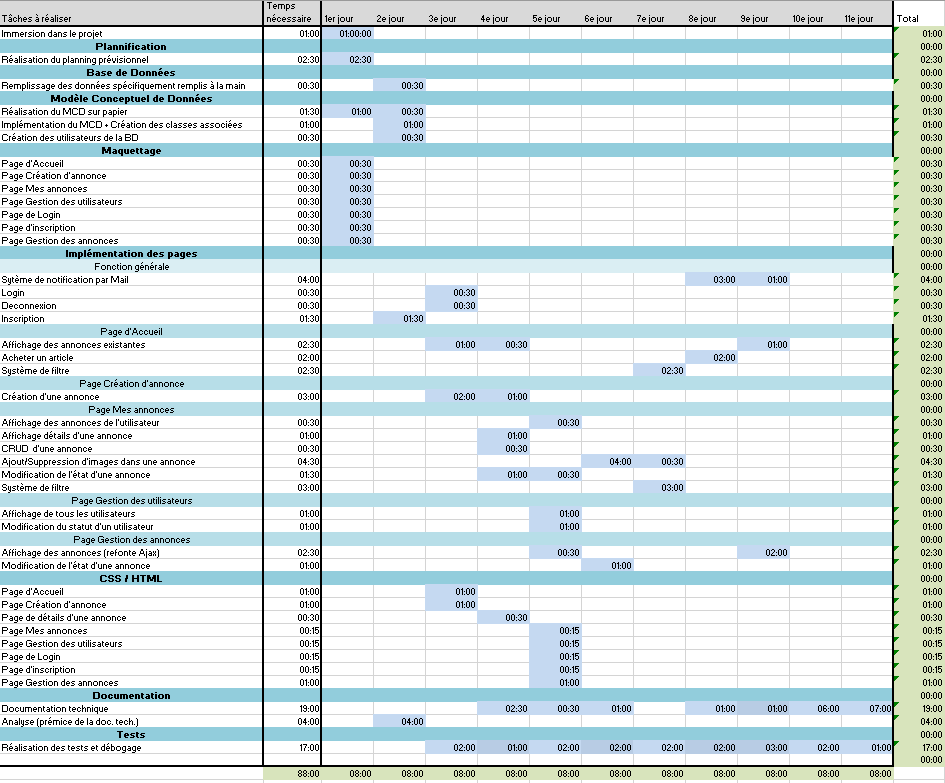 Tâches à réaliser Temps nécessaire 1er jour 2e jour 3e jour 4e jour 5e jour 6e jour 7e jour 8e jour 9e jour 10e jour 11e jour Total
Immersion dans le projet 01:00 01:00:00 01:00
Plannification 00:00
Réalisation du planning prévisionnel 02:30 02:30 02:30
Base de Données 00:00
Remplissage des données spécifiquement remplis à la main 00:30 00:30 00:30
Modèle Conceptuel de Données 00:00
Réalisation du MCD sur papier 01:30 01:00 00:30 01:30
Implémentation du MCD + Création des classes associées 01:00 01:00 01:00
Création des utilisateurs de la BD 00:30 00:30 00:30
Maquettage 00:00
Page d'Accueil 00:30 00:30 00:30
Page Création d'annonce 00:30 00:30 00:30
Page Mes annonces 00:30 00:30 00:30
Page Gestion des utilisateurs 00:30 00:30 00:30
Page de Login 00:30 00:30 00:30
Page d'inscription 00:30 00:30 00:30
Page Gestion des annonces 00:30 00:30 00:30
Implémentation des pages 00:00
Fonction générale 00:00
Sytème de notification par Mail 04:00 03:00 01:00 04:00
Login 00:30 00:30 00:30
Deconnexion 00:30 00:30 00:30
Inscription 01:30 01:30 01:30
Page d'Accueil 00:00
Affichage des annonces existantes 02:30 01:00 00:30 01:00 02:30
Acheter un article 02:00 02:00 02:00
Système de filtre 02:30 02:30 02:30
Page Création d'annonce 00:00
Création d'une annonce 03:00 02:00 01:00 03:00
Page Mes annonces 00:00
Affichage des annonces de l'utilisateur 00:30 00:30 00:30
Affichage détails d'une annonce 01:00 01:00 01:00
CRUD d'une annonce 00:30 00:30 00:30
Ajout/Suppression d'images dans une annonce 04:30 04:00 00:30 04:30
Modification de l'état d'une annonce 01:30 01:00 00:30 01:30
Système de filtre 03:00 03:00 03:00
Page Gestion des utilisateurs 00:00
Affichage de tous les utilisateurs 01:00 01:00 01:00
Modification du statut d'un utilisateur 01:00 01:00 01:00
Page Gestion des annonces 00:00
Affichage des annonces (refonte Ajax) 02:30 00:30 02:00 02:30
Modification de l'état d'une annonce 01:00 01:00 01:00
CSS / HTML 00:00
Page d'Accueil 01:00 01:00 01:00
Page Création d'annonce 01:00 01:00 01:00
Page de détails d'une annonce 00:30 00:30 00:30
Page Mes annonces 00:15 00:15 00:15
Page Gestion des utilisateurs 00:15 00:15 00:15
Page de Login 00:15 00:15 00:15
Page d'inscription 00:15 00:15 00:15
Page Gestion des annonces 01:00 01:00 01:00
Documentation 00:00
Documentation technique 19:00 02:30 00:30 01:00 01:00 01:00 06:00 07:00 19:00
Analyse (prémice de la doc. tech.) 04:00 04:00 04:00
Tests 00:00
Réalisation des tests et débogage 17:00 02:00 01:00 02:00 02:00 02:00 02:00 03:00 02:00 01:00 17:00
00:00
88:00 08:00 08:00 08:00 08:00 08:00 08:00 08:00 08:00 08:00 08:00 08:00 88:00